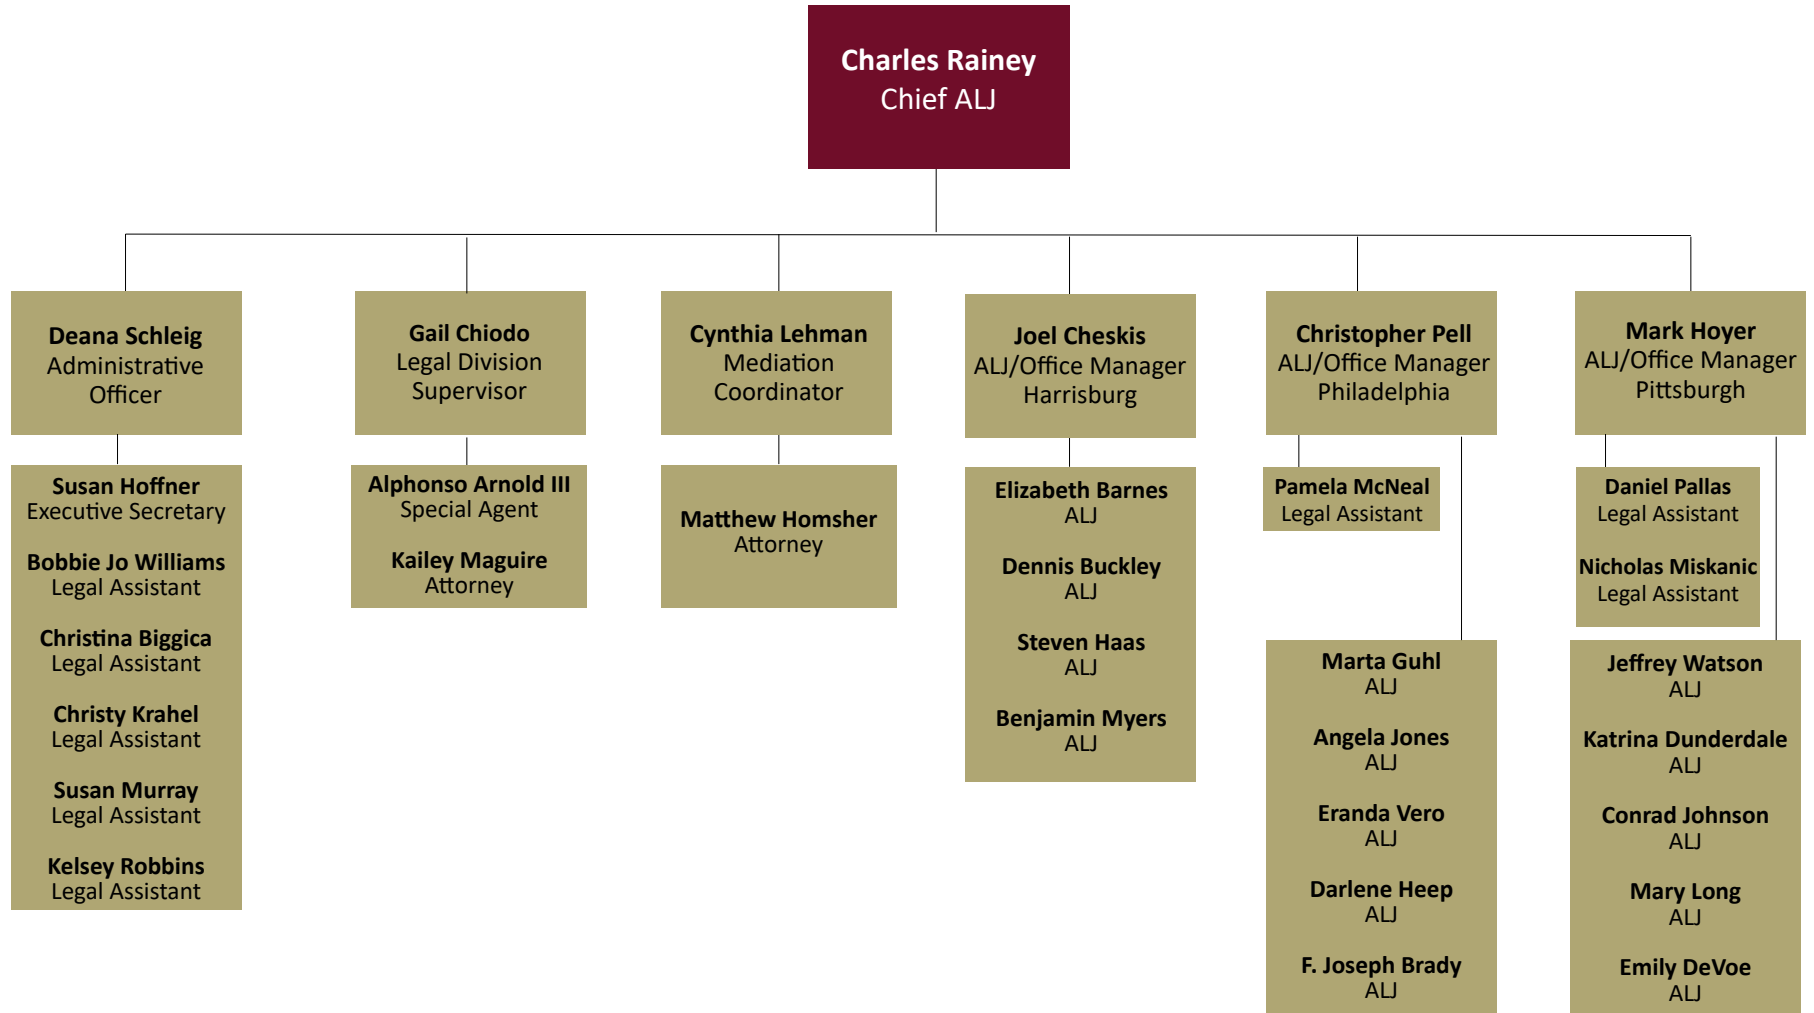 Charles Rainey
Chief ALJ
Deana Schleig
Administrative
Officer
Gail Chiodo
Legal Division
Supervisor
Cynthia Lehman
Mediation
Coordinator
Joel Cheskis
ALJ/Office Manager
Harrisburg
Christopher Pell
ALJ/Office Manager
Philadelphia
Mark Hoyer
ALJ/Office Manager
Pittsburgh
Susan Hoffner
Executive Secretary
Bobbie Jo Williams
Legal Assistant
Christina Biggica
Legal Assistant
Christy Krahel
Legal Assistant
Susan Murray
Legal Assistant
Kelsey Robbins
Legal Assistant
Alphonso Arnold III
Special Agent
Kailey Maguire
Attorney
Matthew Homsher
Attorney
Elizabeth Barnes
ALJ
Dennis Buckley
ALJ
Steven Haas
ALJ
Benjamin Myers
ALJ
Pamela McNeal
Legal Assistant
Marta Guhl
ALJ
Angela Jones
ALJ
Eranda Vero
ALJ
Darlene Heep
ALJ
F. Joseph Brady
ALJ
Daniel Pallas
Legal Assistant
Nicholas Miskanic
Legal Assistant
Jeffrey Watson
ALJ
Katrina Dunderdale
ALJ
Conrad Johnson
ALJ
Mary Long
ALJ
Emily DeVoe
ALJ